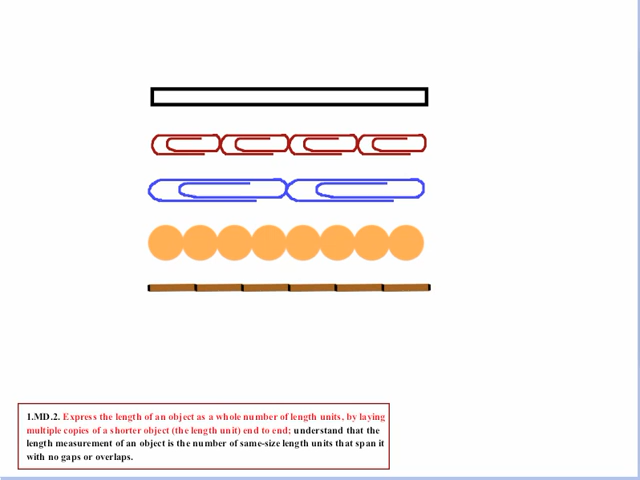 1.MD.2. Express the length of an object as a whole number of length units, by laying
multiple copies of a shorter object (the length unit) end to end; understand that the
length measurement of an object is the number of same-size length units that span it
with no gaps or overlaps.